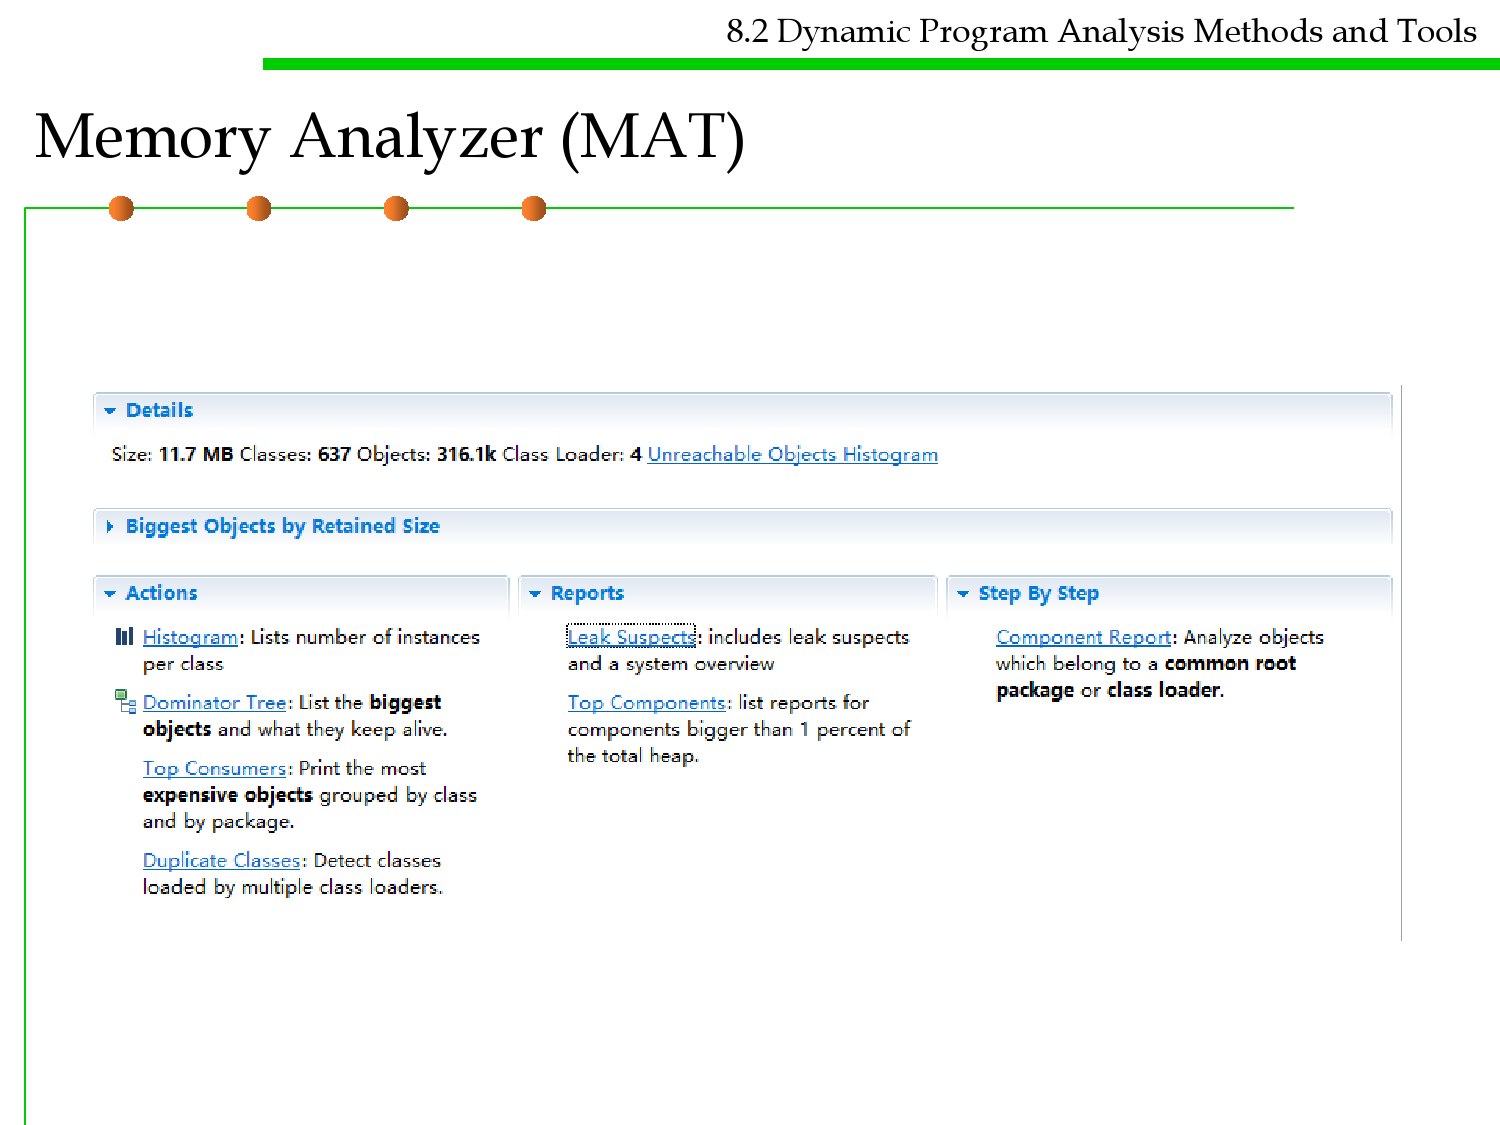 8.2 Dynamic Program Analysis Methods and Tools
Memory Analyzer (MAT)
Details
Size: 11.7 MB Classes: 637 Objects: 316.1k Class Loader: 4 Unreachable Objects Histogram
Biggest Objects by Retained Size
Actions
Histogram: Lists number of instances
per class
Dominator Tree: List the biggest
objects and what they keep alive.
Top Consumers: Print the most
expensive objects grouped by class
and by package.
Duplicate Classes: Detect classes
loaded by multiple class loaders.
Reports
Leak Suspects: includes leak suspects
and a system overview
Top Components: list reports for
components bigger than 1 percent of
the total heap.
Step By Step
Component Report: Analyze objects
which belong to a common root
package or class loader.